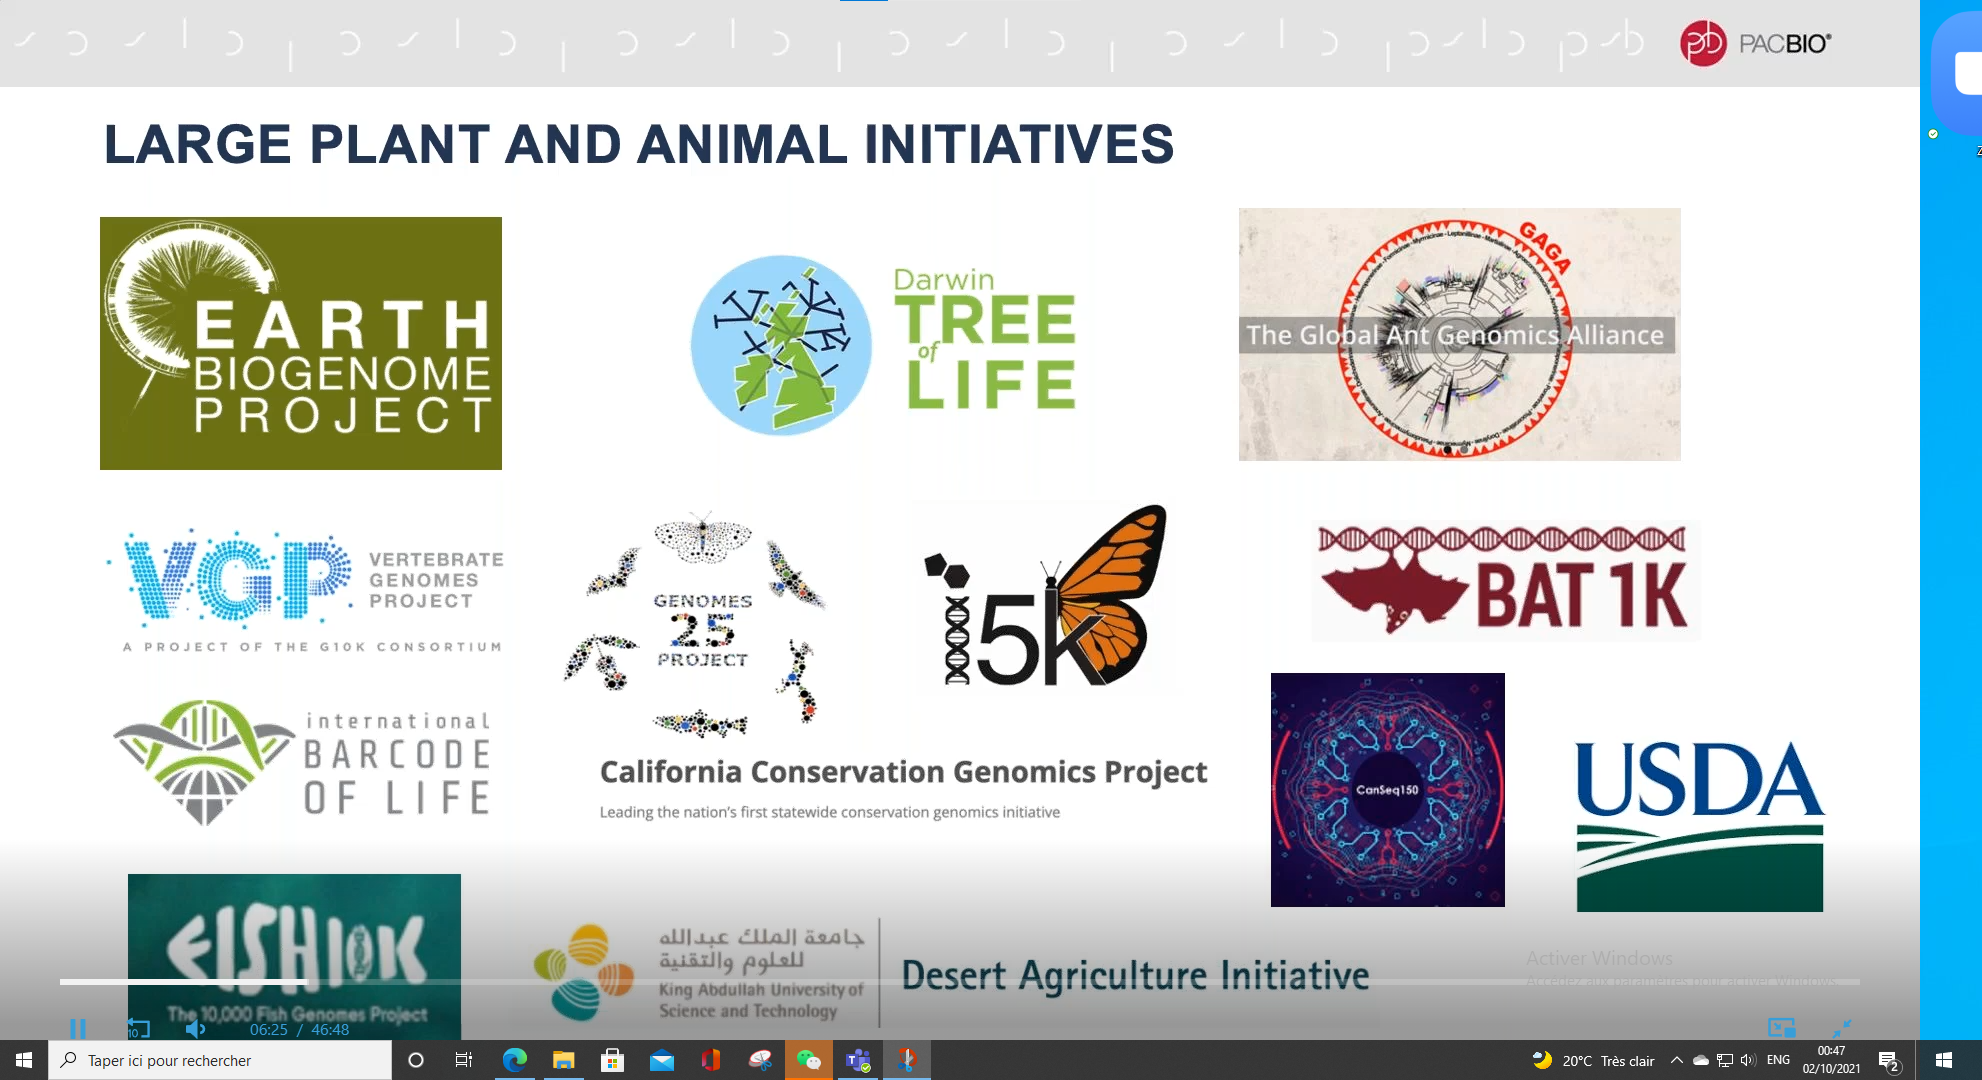 PACBIO®
LARGE PLANT AND ANIMAL INITIATIVES
EARTH
BIOGENOME
PROJECT
Darwin
TREE
of
LIFE
GAGA
The Global Ant Genomics Alliance
VGP
VERTEBRATE
GENOMES
PROJECT
A PROJECT OF THE G10K CONSORTIUM
GENOMES
25
PROJECT
i5k
BAT 1K
international
BARCODE
OF LIFE
California Conservation Genomics Project
Leading the nation's first statewide conservation genomics initiative
CanSeq150
USDA
FISH10K
The 10,000 Fish Genomes Project
جامعة الملك عبدالله
للعلوم والتقنية
King Abdullah University of
Science and Technology
Desert Agriculture Initiative
Activer Windows
Accédez aux paramètres pour activer Windows.
10
06:25 / 46:48
Taper ici pour rechercher
20°C Très clair
ENG
00:47
02/10/2021
2